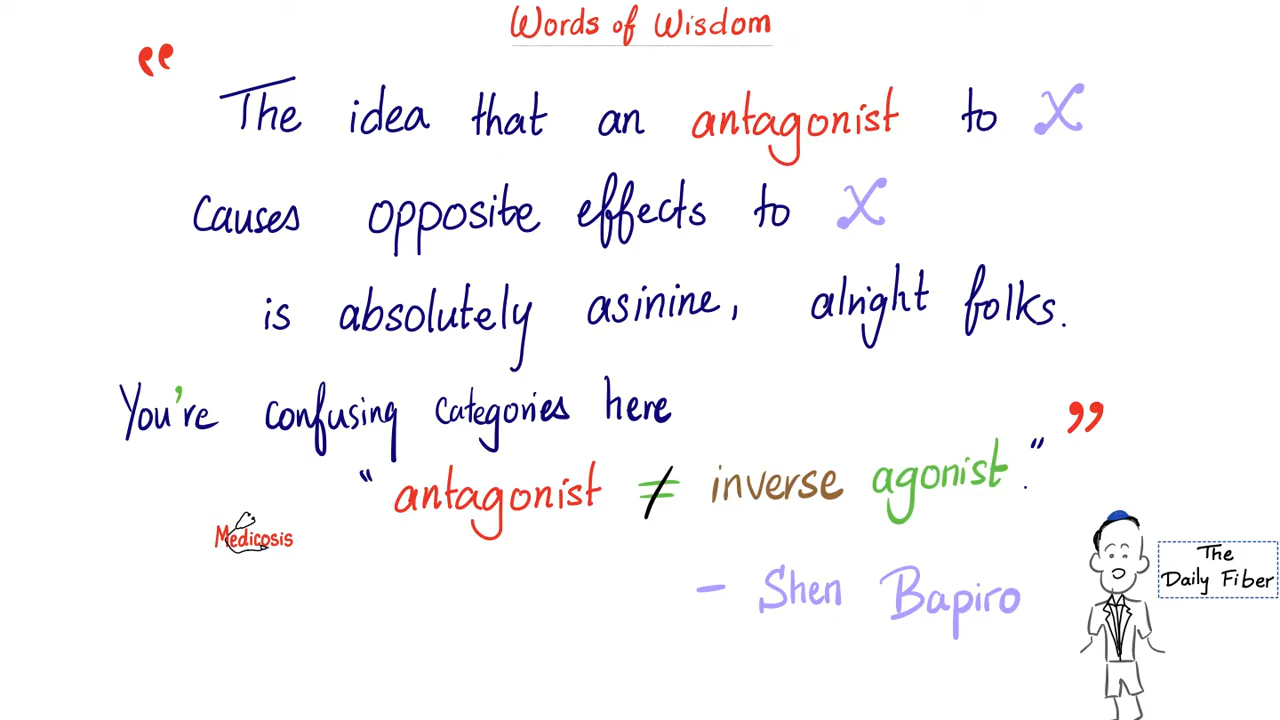 Words of Wisdom
“ The idea that an antagonist to X
causes opposite effects to X
is absolutely asinine, alright folks.
You're confusing categories here
“ antagonist ≠ inverse agonist. ” ”
Medicosis
- Shen Bapiro
The
Daily Fiber